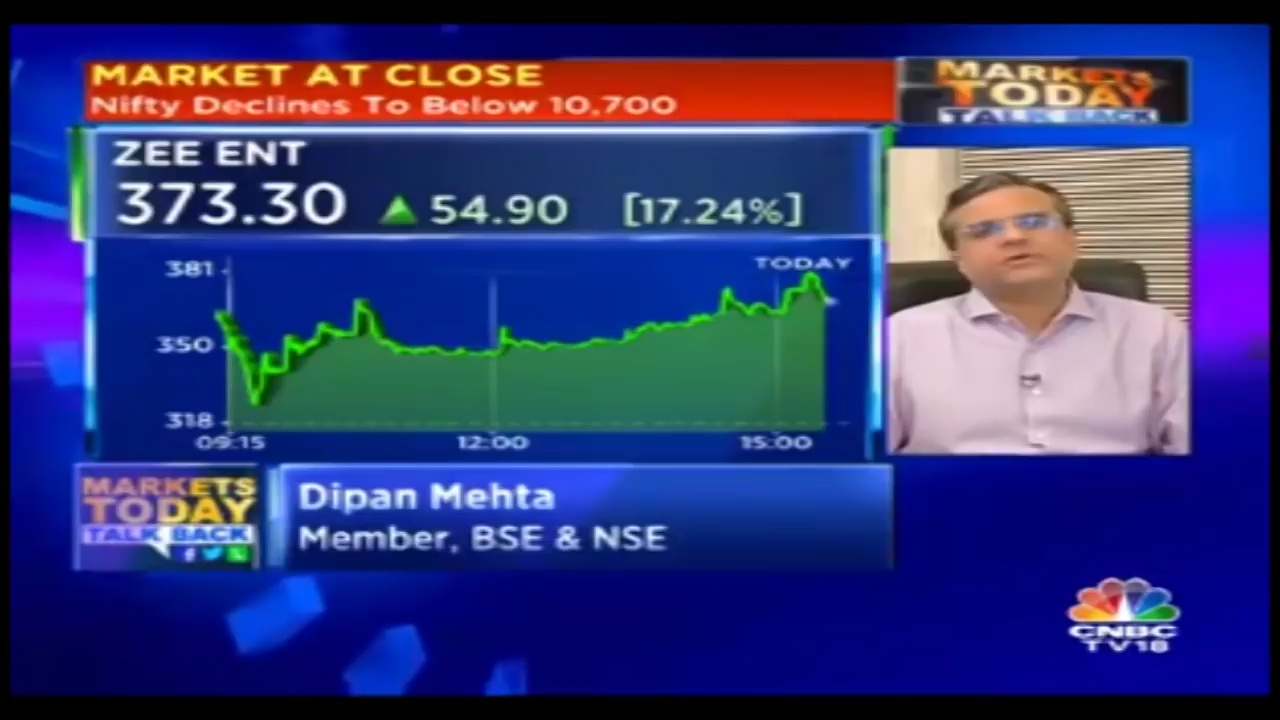 MARKET AT CLOSE
Nifty Declines To Below 10,700
MARKETS
TODAY
TALK BACK
ZEE ENT
373.30 ▲ 54.90 [17.24%]
TODAY
381
350
318
09:15 12:00 15:00
MARKETS
TODAY
TALK BACK
Dipan Mehta
Member, BSE & NSE
CNBC
TV18